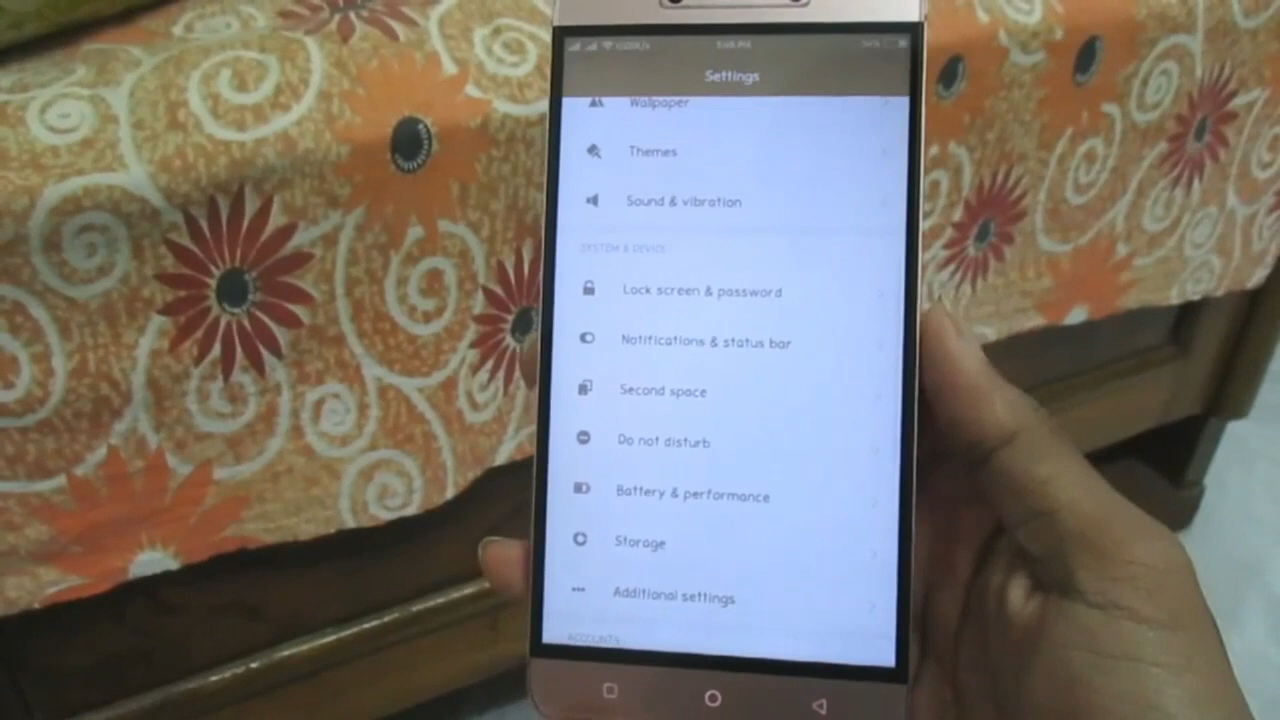 Settings
Wallpaper
Themes
Sound & vibration
SYSTEM & DEVICE
Lock screen & password
Notifications & status bar
Second space
Do not disturb
Battery & performance
Storage
Additional settings
ACCOUNTS